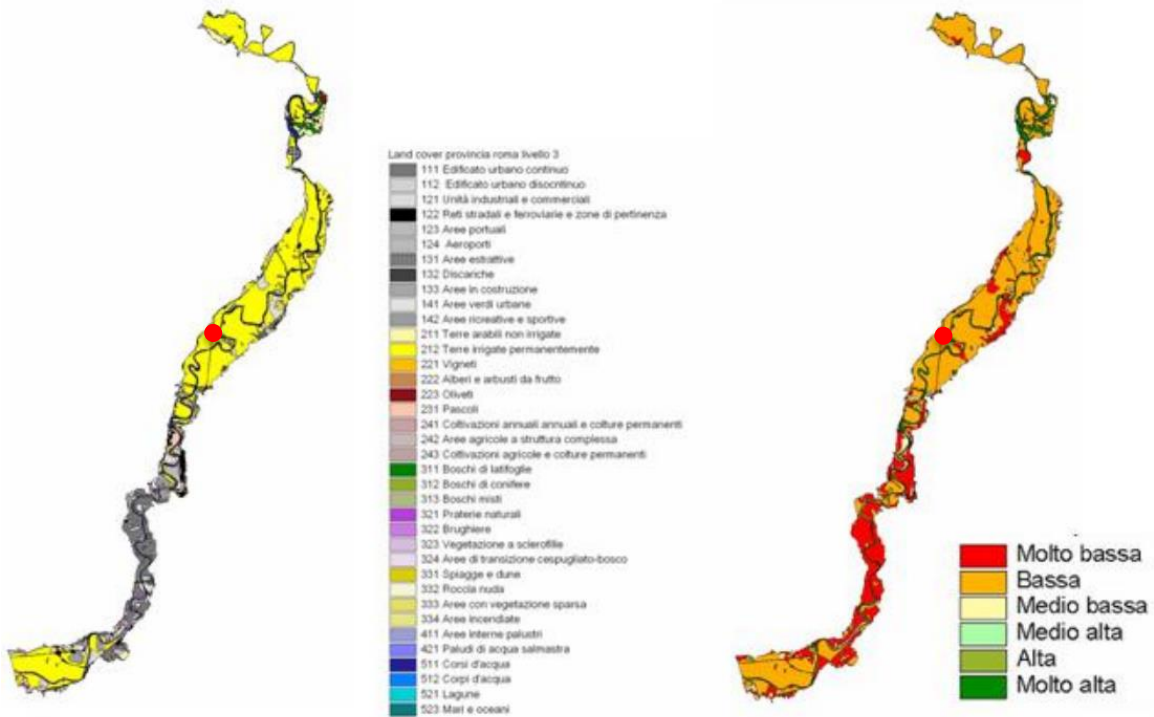 Land cover provincia roma livello 3
111 Edificato urbano continuo
112 Edificato urbano disocntinuo
121 Unità industriali e commerciali
122 Reti stradali e ferroviarie e zone di pertinenza
123 Aree portuali
124 Aeroporti
131 Aree estrattive
132 Discariche
133 Aree in costruzione
141 Aree verdi urbane
142 Aree ricreative e sportive
211 Terre arabili non irrigate
212 Terre irrigate permanentemente
221 Vigneti
222 Alberi e arbusti da frutto
223 Oliveti
231 Pascoli
241 Coltivazioni annuali annuali e colture permanenti
242 Aree agricole a struttura complessa
243 Coltivazioni agricole e colture permanenti
311 Boschi di latifoglie
312 Boschi di conifere
313 Boschi misti
321 Praterie naturali
322 Brughiere
323 Vegetazione a sclerofille
324 Aree di transizione cespugliato-bosco
331 Spiagge e dune
332 Roccia nuda
333 Aree con vegetazione sparsa
334 Aree incendiate
411 Aree interne palustri
421 Paludi di acqua salmastra
511 Corsi d'acqua
512 Corpi d'acqua
521 Lagune
523 Mari e oceani
Molto bassa
Bassa
Medio bassa
Medio alta
Alta
Molto alta